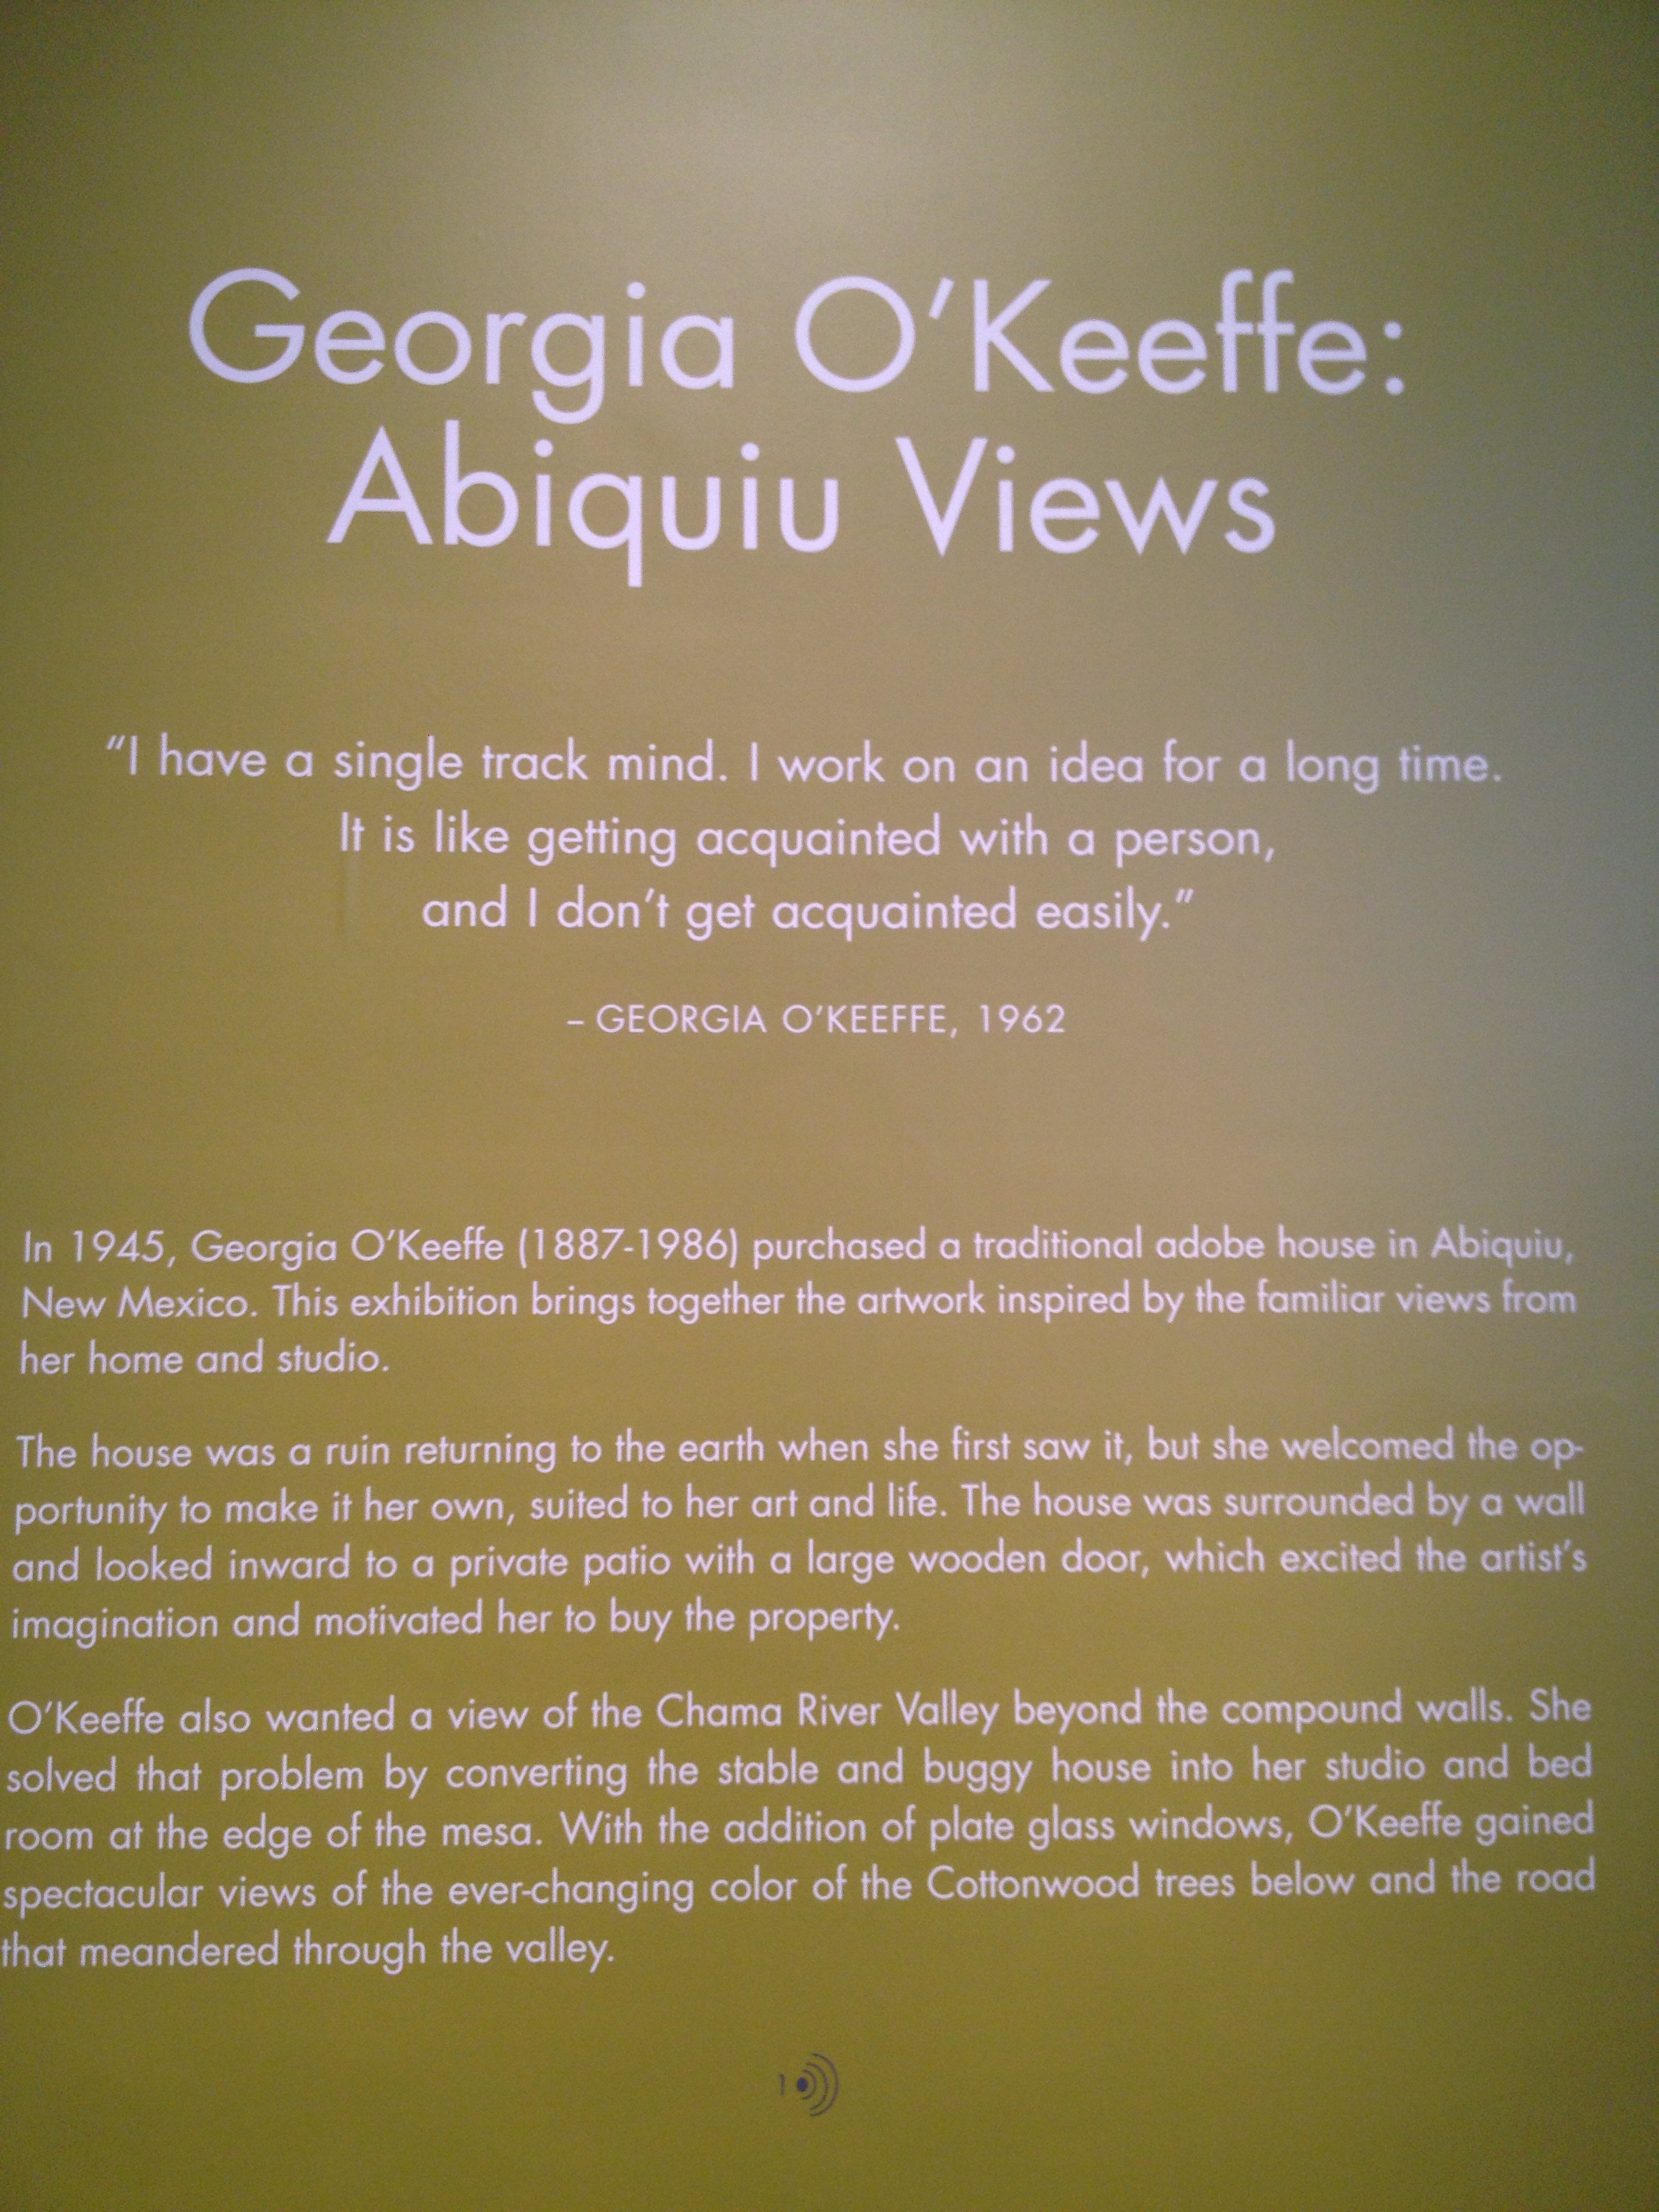 Georgia O’Keeffe:
Abiquiu Views
“I have a single track mind. I work on an idea for a long time.
It is like getting acquainted with a person,
and I don’t get acquainted easily.”
– GEORGIA O’KEEFFE, 1962
In 1945, Georgia O’Keeffe (1887-1986) purchased a traditional adobe house in Abiquiu,
New Mexico. This exhibition brings together the artwork inspired by the familiar views from
her home and studio.
The house was a ruin returning to the earth when she first saw it, but she welcomed the op-
portunity to make it her own, suited to her art and life. The house was surrounded by a wall
and looked inward to a private patio with a large wooden door, which excited the artist’s
imagination and motivated her to buy the property.
O’Keeffe also wanted a view of the Chama River Valley beyond the compound walls. She
solved that problem by converting the stable and buggy house into her studio and bed
room at the edge of the mesa. With the addition of plate glass windows, O’Keeffe gained
spectacular views of the ever-changing color of the Cottonwood trees below and the road
that meandered through the valley.
1